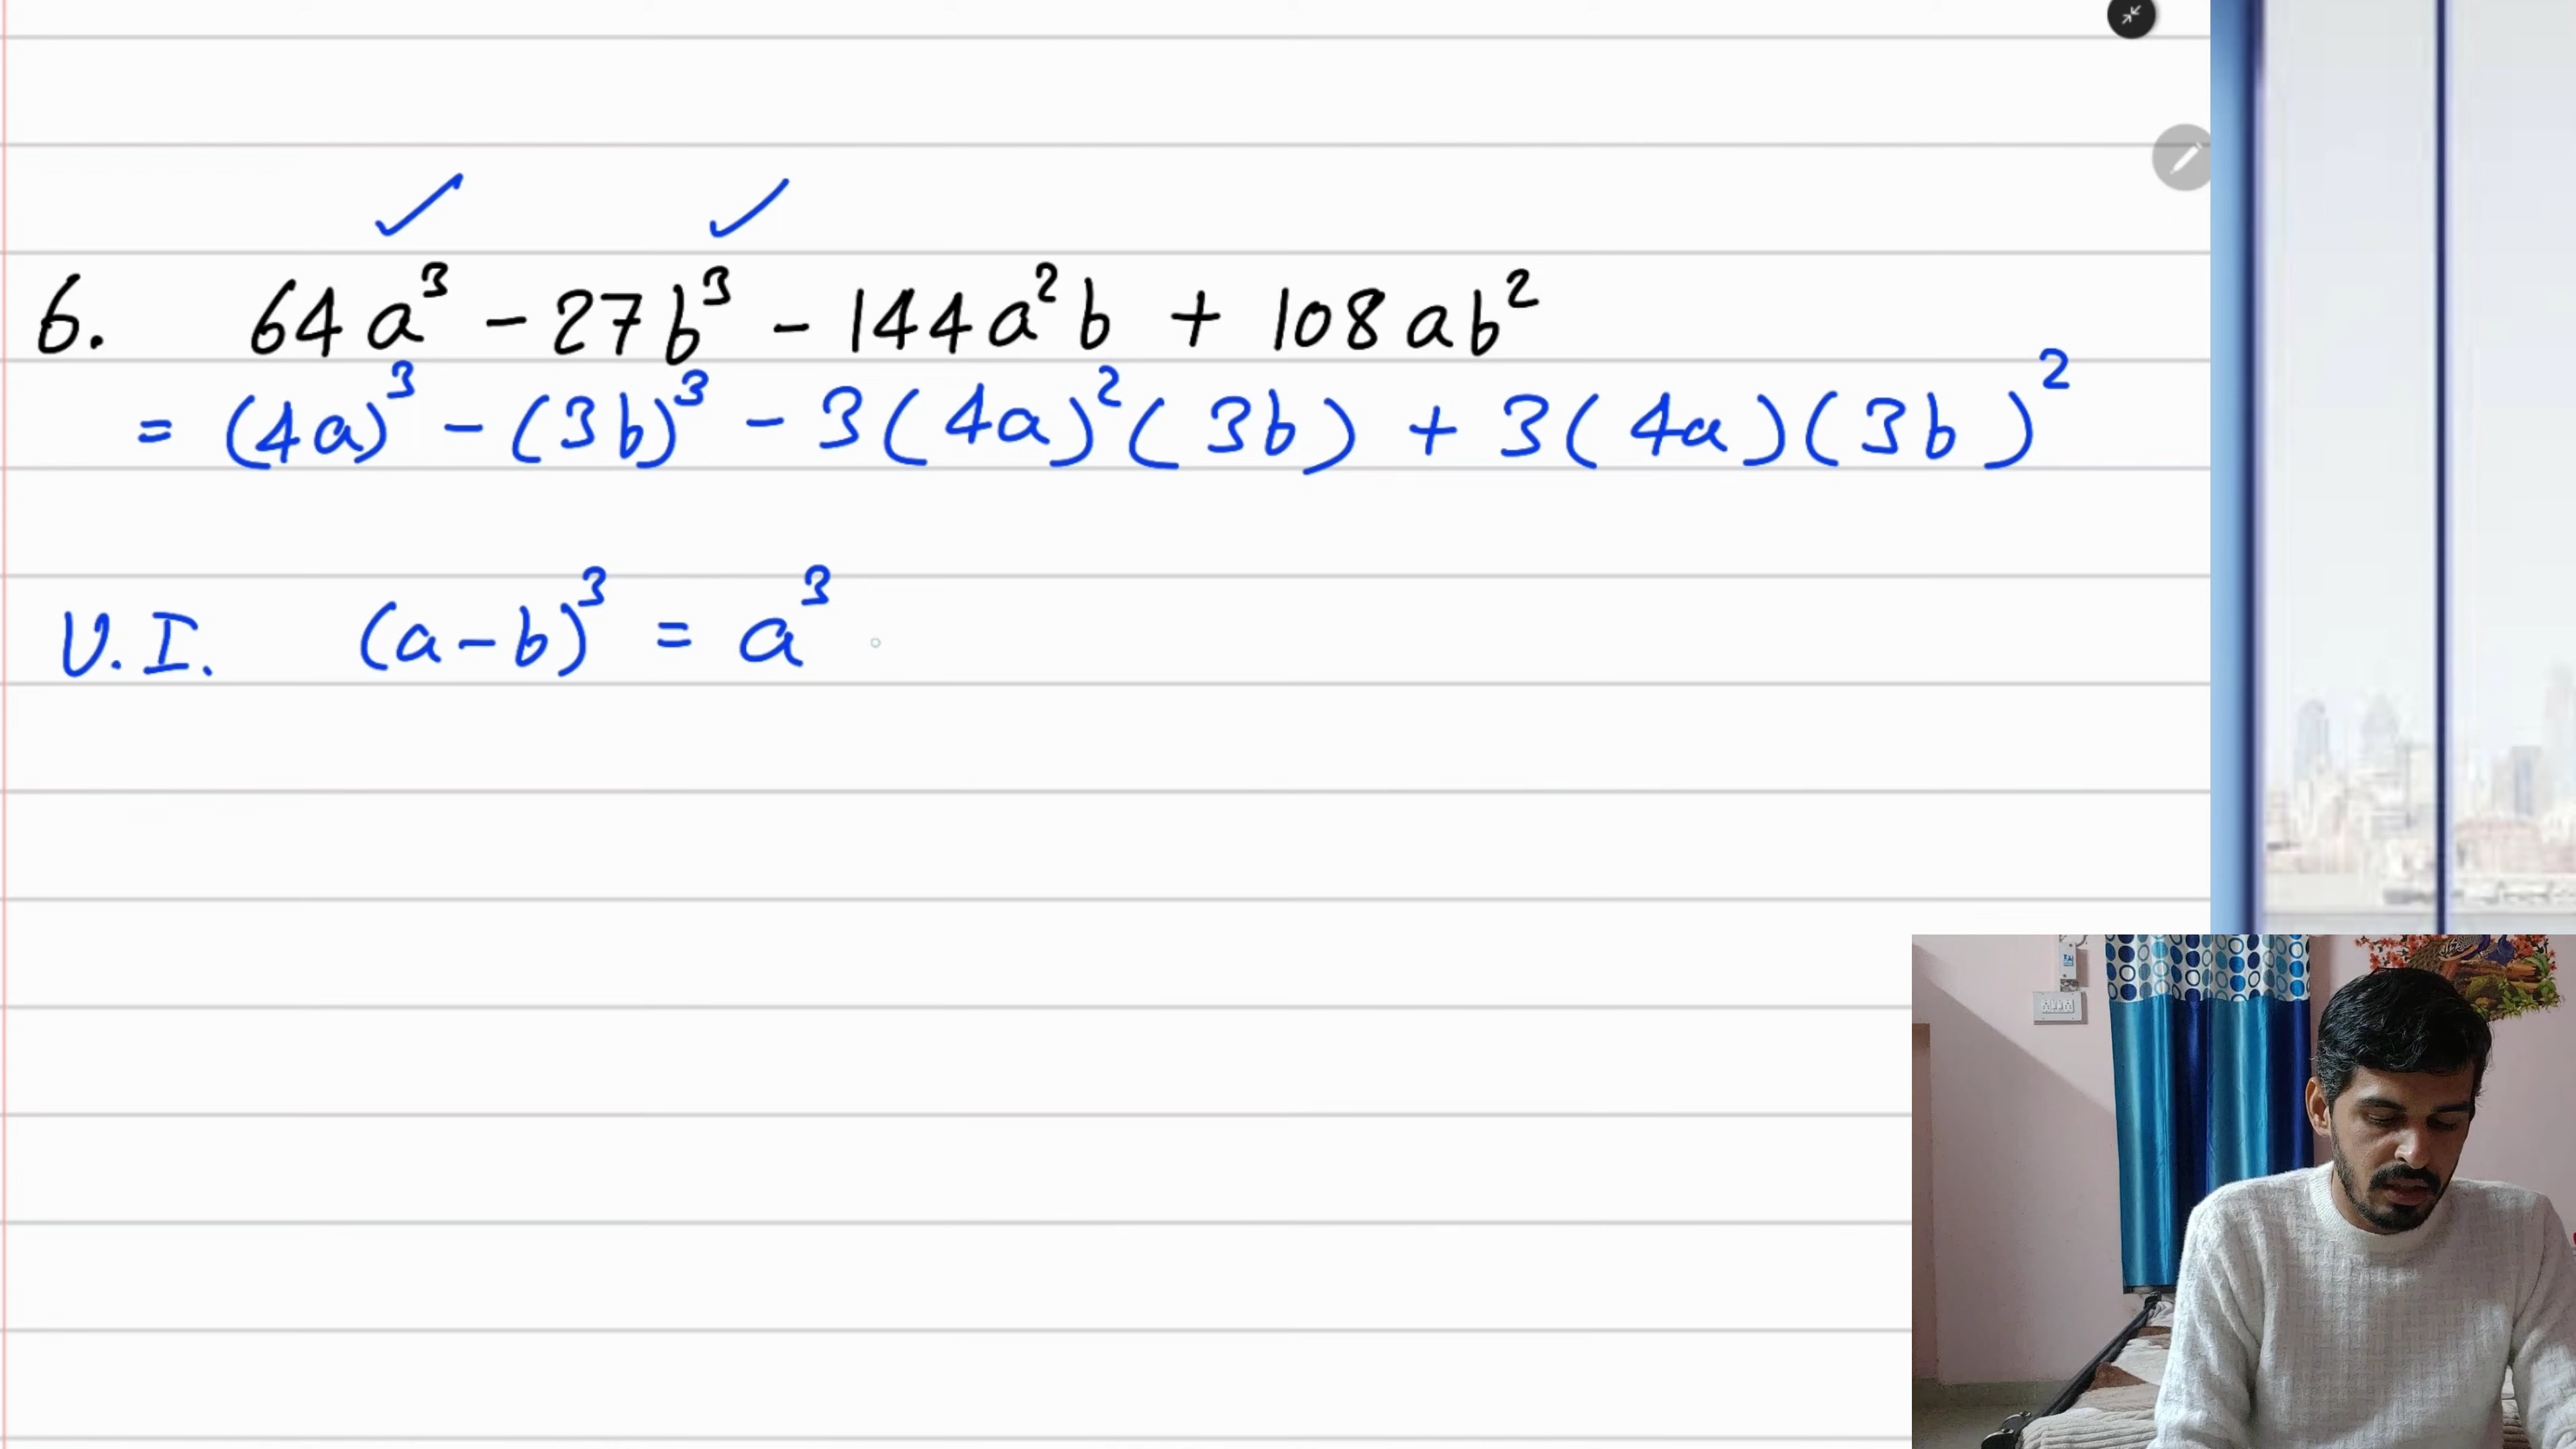 6. 64a³ - 27b³ - 144a²b + 108ab²
= (4a)³ - (3b)³ - 3(4a)²(3b) + 3(4a)(3b)²
U.I. (a-b)³ = a³